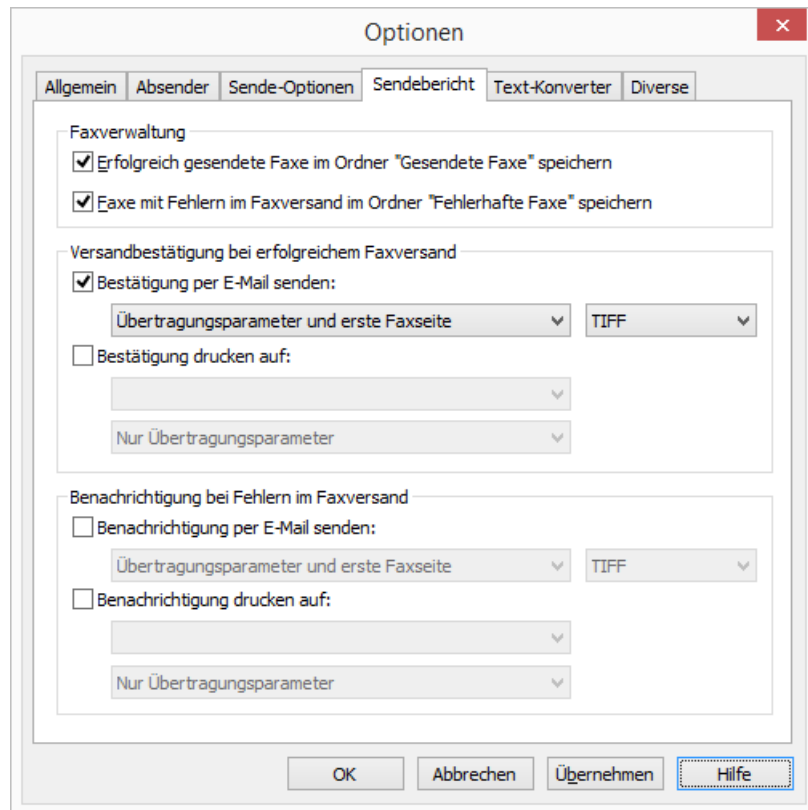 Optionen
Allgemein Absender Sende-Optionen Sendebericht Text-Konverter Diverse
Faxverwaltung
Erfolgreich gesendete Faxe im Ordner "Gesendete Faxe" speichern
Faxe mit Fehlern im Faxversand im Ordner "Fehlerhafte Faxe" speichern
Versandbestätigung bei erfolgreichem Faxversand
Bestätigung per E-Mail senden:
Übertragungsparameter und erste Faxseite TIFF
Bestätigung drucken auf:
Nur Übertragungsparameter
Benachrichtigung bei Fehlern im Faxversand
Benachrichtigung per E-Mail senden:
Übertragungsparameter und erste Faxseite TIFF
Benachrichtigung drucken auf:
Nur Übertragungsparameter
OK Abbrechen Übernehmen Hilfe